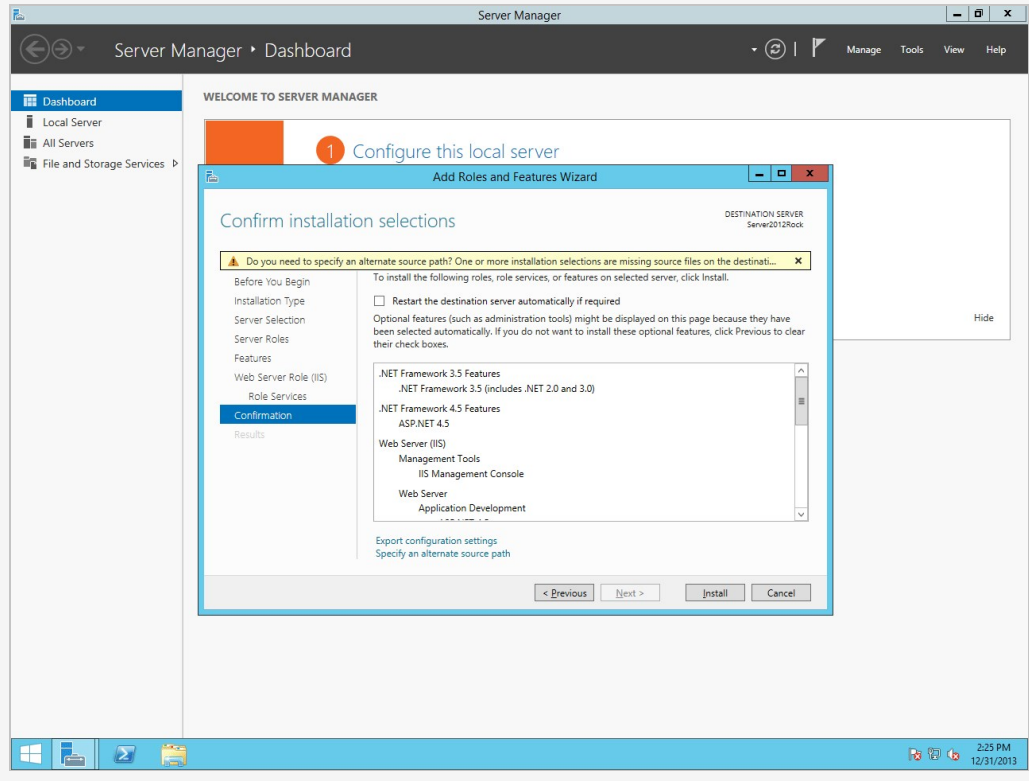 Server Manager
Server Manager • Dashboard
Manage Tools View Help
Dashboard
Local Server
All Servers
File and Storage Services
WELCOME TO SERVER MANAGER
1 Configure this local server
Hide
Add Roles and Features Wizard
Confirm installation selections
DESTINATION SERVER
Server2012Rock
Do you need to specify an alternate source path? One or more installation selections are missing source files on the destinati...
Before You Begin
Installation Type
Server Selection
Server Roles
Features
Web Server Role (IIS)
Role Services
Confirmation
Results
To install the following roles, role services, or features on selected server, click Install.
Restart the destination server automatically if required
Optional features (such as administration tools) might be displayed on this page because they have
been selected automatically. If you do not want to install these optional features, click Previous to clear
their check boxes.
.NET Framework 3.5 Features
.NET Framework 3.5 (includes .NET 2.0 and 3.0)
.NET Framework 4.5 Features
ASP.NET 4.5
Web Server (IIS)
Management Tools
IIS Management Console
Web Server
Application Development
Export configuration settings
Specify an alternate source path
< Previous Next > Install Cancel
2:25 PM
12/31/2013